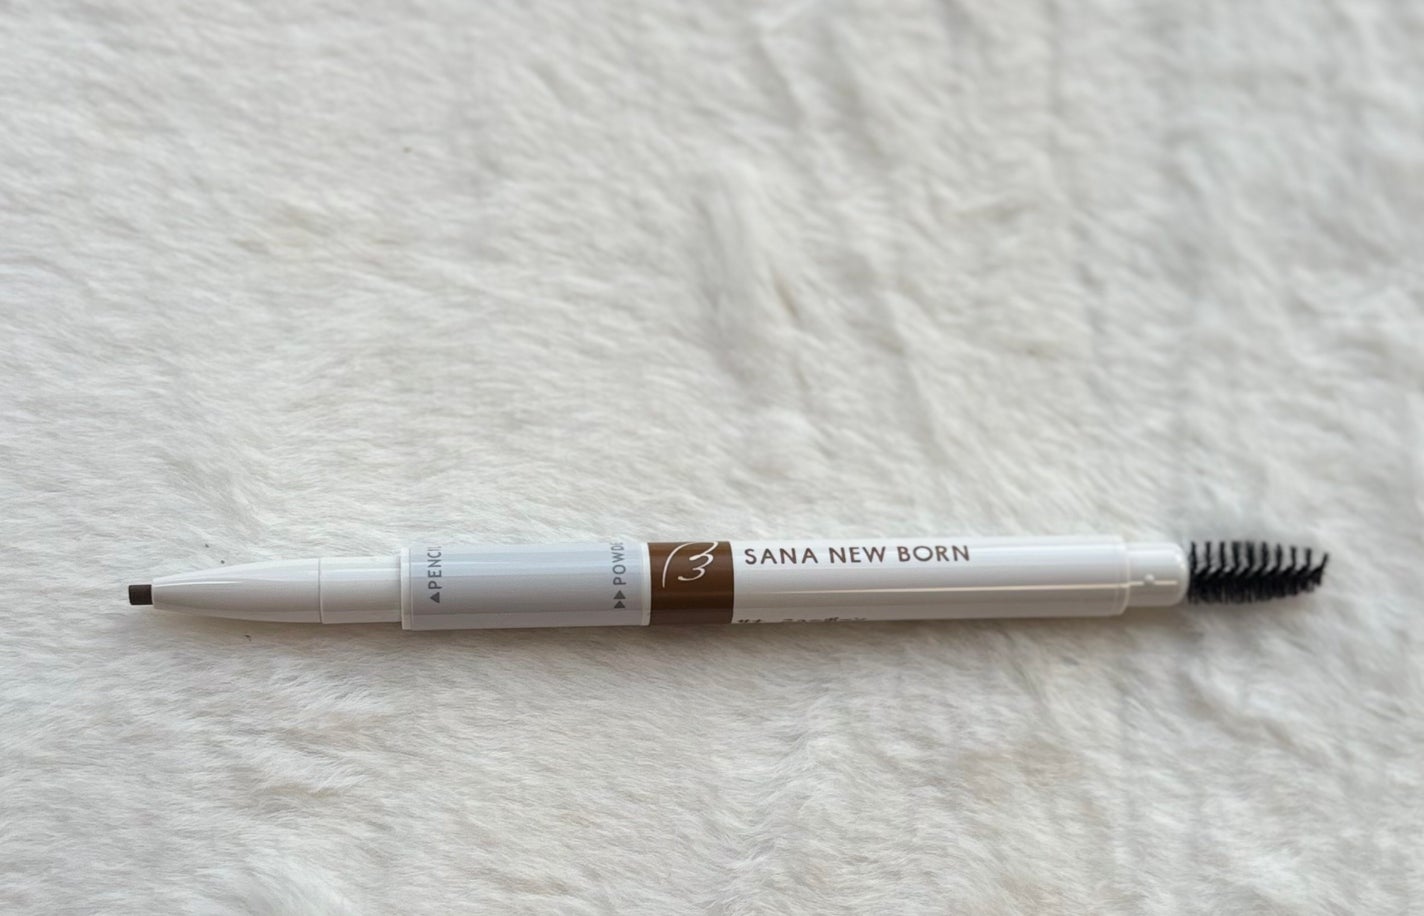 ▲PENCIL
▶▶POWD
B
SANA NEW BORN